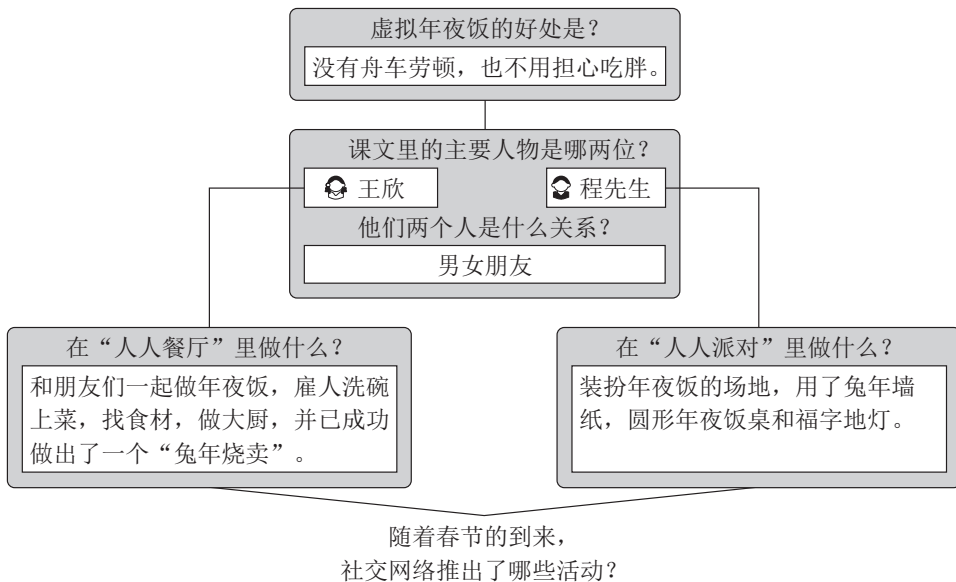 虚拟年夜饭的好处是？
没有舟车劳顿，也不用担心吃胖。
课文里的主要人物是哪两位？
王欣
程先生
他们两个人是什么关系？
男女朋友
在“人人餐厅”里做什么？
和朋友们一起做年夜饭，雇人洗碗
上菜，找食材，做大厨，并已成功
做出了一个“兔年烧卖”。
在“人人派对”里做什么？
装扮年夜饭的场地，用了兔年墙
纸，圆形年夜饭桌和福字地灯。
随着春节的到来，
社交网络推出了哪些活动？